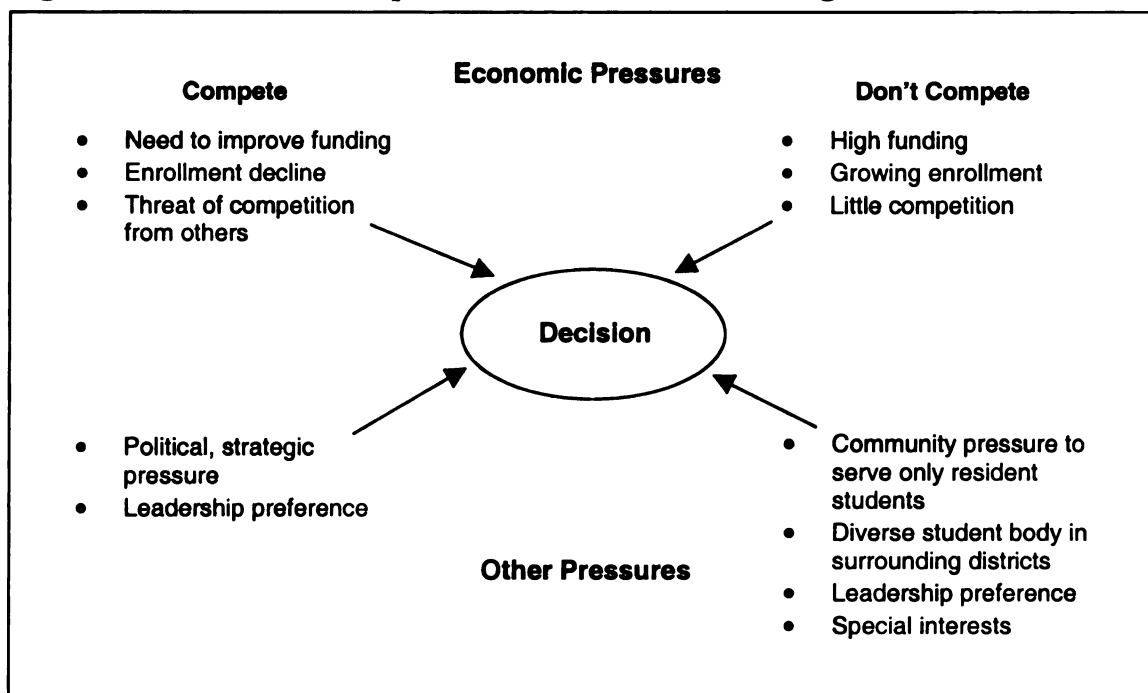 Economic Pressures
Compete
• Need to improve funding
• Enrollment decline
• Threat of competition
from others
Don't Compete
• High funding
• Growing enrollment
• Little competition
Decision
• Political, strategic
pressure
• Leadership preference
• Community pressure to
serve only resident
students
• Diverse student body in
surrounding districts
• Leadership preference
• Special interests
Other Pressures